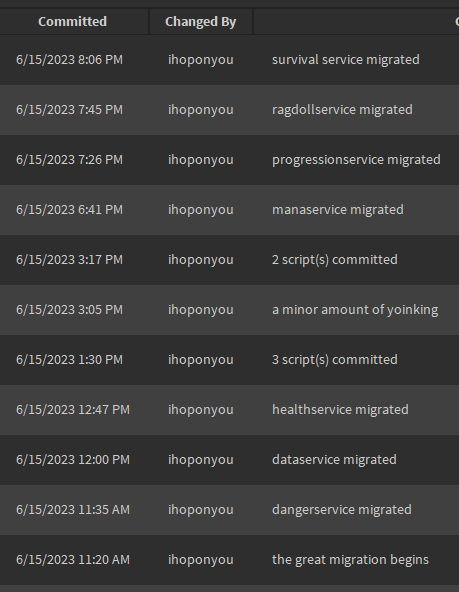 Committed Changed By
6/15/2023 8:06 PM ihoponyou survival service migrated
6/15/2023 7:45 PM ihoponyou ragdollservice migrated
6/15/2023 7:26 PM ihoponyou progressionservice migrated
6/15/2023 6:41 PM ihoponyou manaservice migrated
6/15/2023 3:17 PM ihoponyou 2 script(s) committed
6/15/2023 3:05 PM ihoponyou a minor amount of yoinking
6/15/2023 1:30 PM ihoponyou 3 script(s) committed
6/15/2023 12:47 PM ihoponyou healthservice migrated
6/15/2023 12:00 PM ihoponyou dataservice migrated
6/15/2023 11:35 AM ihoponyou dangerservice migrated
6/15/2023 11:20 AM ihoponyou the great migration begins